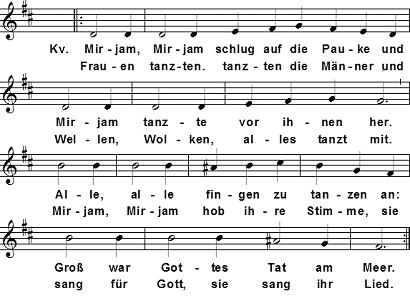 Kv. Mir-jam, Mir-jam schlug auf die Pau-ke und
Frau-en tanz-ten. tanz-ten die Män-ner und
Mir-jam tanz-te vor ih-nen her.
Wel-len, Wol-ken, al-les tanzt mit.
Al-le, al-le fin-gen zu tan-zen an:
Mir-jam, Mir-jam hob ih-re Stim-me, sie
Groß war Got-tes Tat am Meer.
sang für Gott, sie sang ihr Lied.